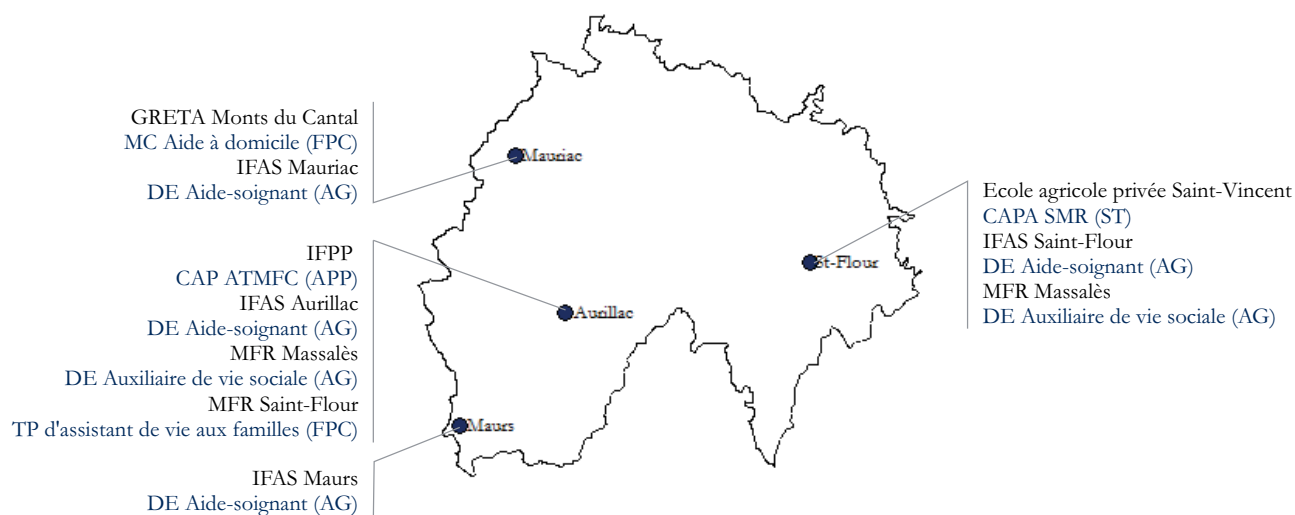 GRETA Monts du Cantal
MC Aide à domicile (FPC)
IFAS Mauriac
DE Aide-soignant (AG)
Mauriac
Ecole agricole privée Saint-Vincent
CAPA SMR (ST)
IFAS Saint-Flour
DE Aide-soignant (AG)
MFR Massalès
DE Auxiliaire de vie sociale (AG)
St-Flour
IFPP
CAP ATMFC (APP)
IFAS Aurillac
DE Aide-soignant (AG)
MFR Massalès
DE Auxiliaire de vie sociale (AG)
MFR Saint-Flour
TP d'assistant de vie aux familles (FPC)
Aurillac
Maurs
IFAS Maurs
DE Aide-soignant (AG)